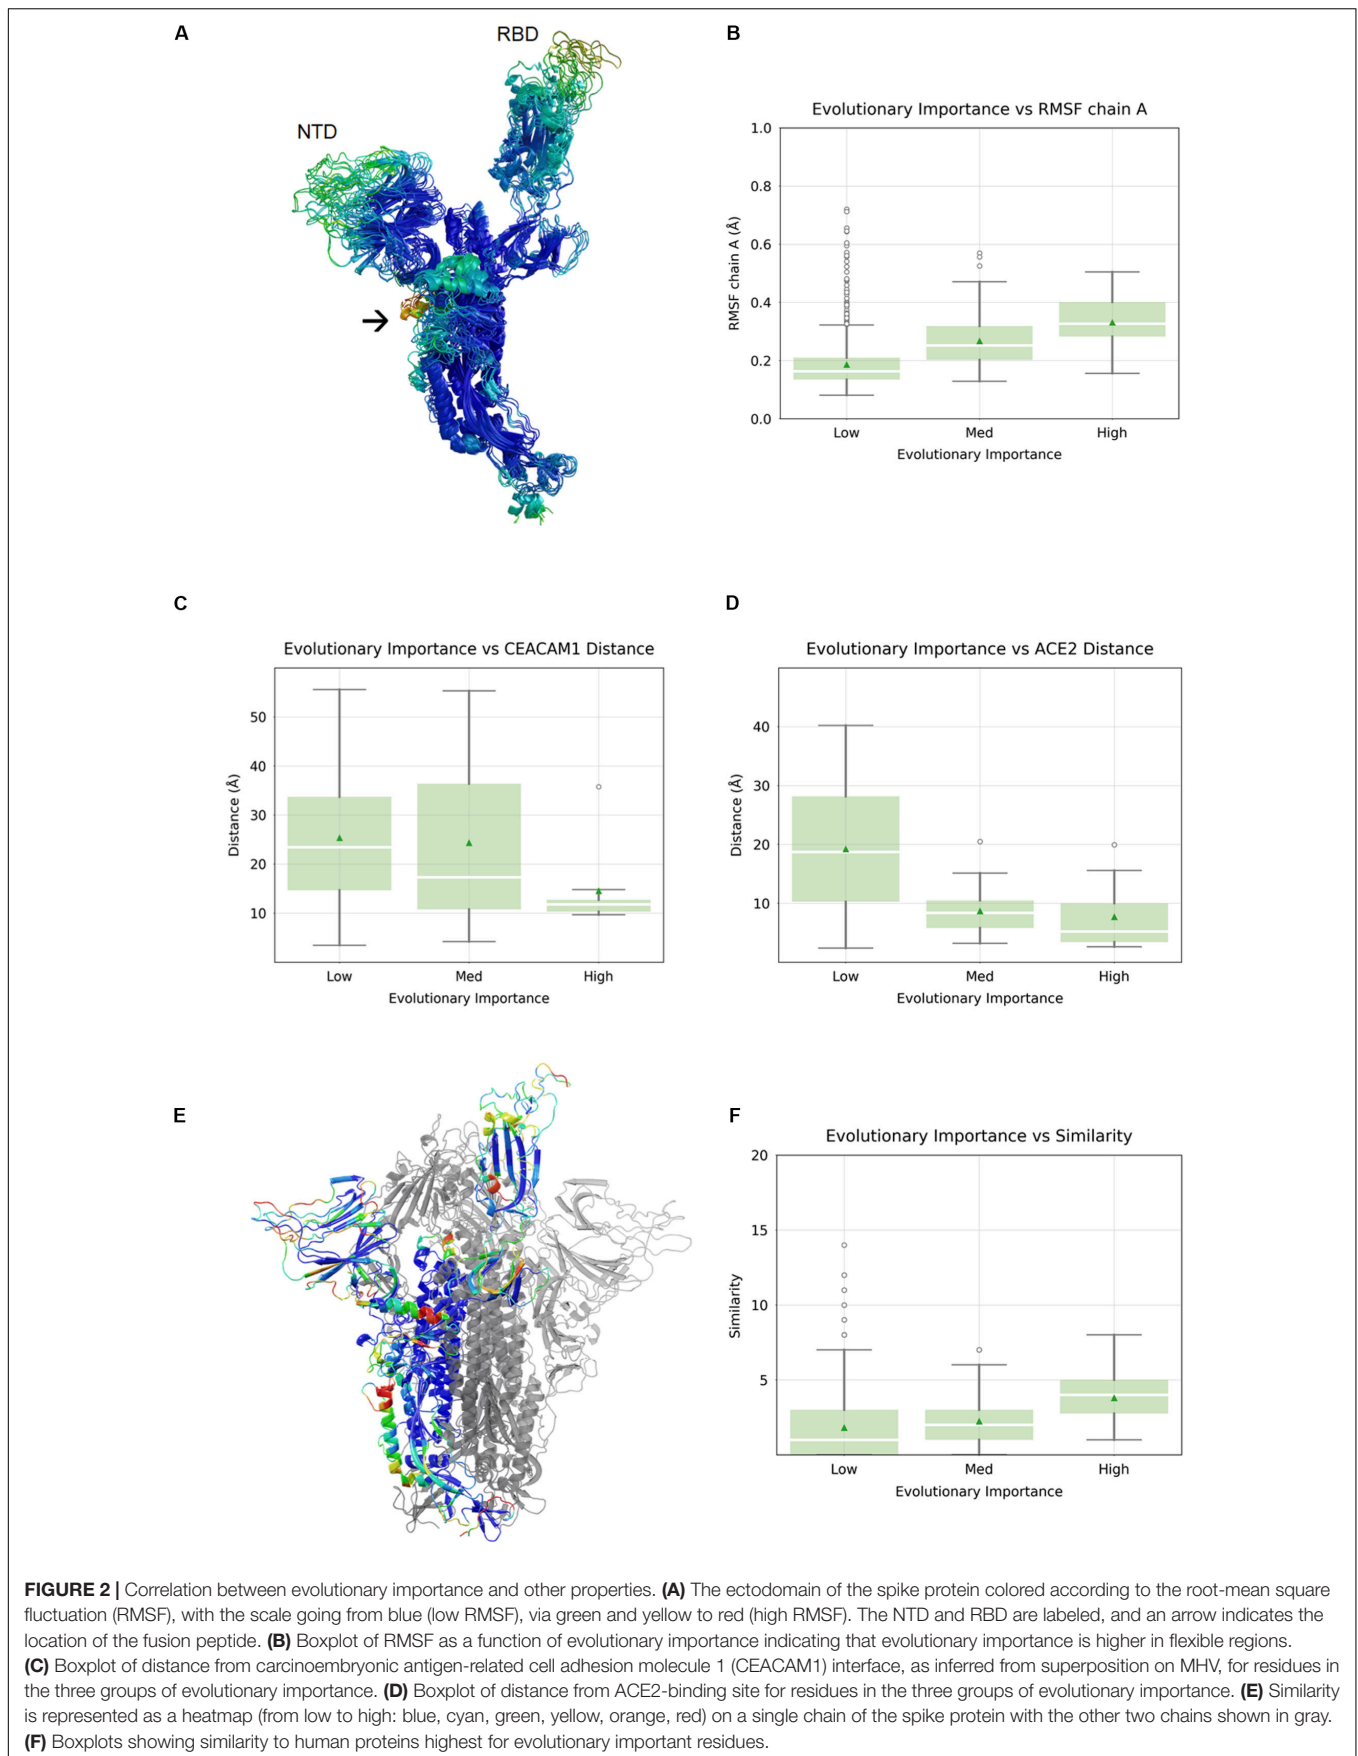 A
RBD
NTD
B
Evolutionary Importance vs RMSF chain A
1.0
0.8
0.6
0.4
0.2
0.0
RMSF chain A (Å)
Low Med High
Evolutionary Importance
C
Evolutionary Importance vs CEACAM1 Distance
50
40
30
20
10
Distance (Å)
Low Med High
Evolutionary Importance
D
Evolutionary Importance vs ACE2 Distance
40
30
20
10
Distance (Å)
Low Med High
Evolutionary Importance
E
F
Evolutionary Importance vs Similarity
20
15
10
5
Similarity
Low Med High
Evolutionary Importance
FIGURE 2 | Correlation between evolutionary importance and other properties. (A) The ectodomain of the spike protein colored according to the root-mean square
fluctuation (RMSF), with the scale going from blue (low RMSF), via green and yellow to red (high RMSF). The NTD and RBD are labeled, and an arrow indicates the
location of the fusion peptide. (B) Boxplot of RMSF as a function of evolutionary importance indicating that evolutionary importance is higher in flexible regions.
(C) Boxplot of distance from carcinoembryonic antigen-related cell adhesion molecule 1 (CEACAM1) interface, as inferred from superposition on MHV, for residues in
the three groups of evolutionary importance. (D) Boxplot of distance from ACE2-binding site for residues in the three groups of evolutionary importance. (E) Similarity
is represented as a heatmap (from low to high: blue, cyan, green, yellow, orange, red) on a single chain of the spike protein with the other two chains shown in gray.
(F) Boxplots showing similarity to human proteins highest for evolutionary important residues.